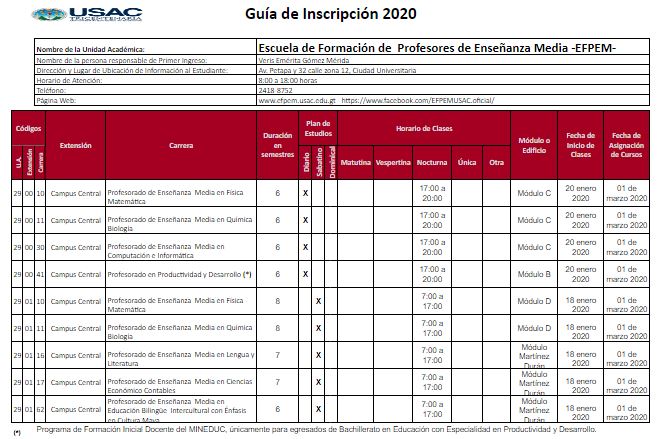 USAC
TRICENTENARIA
Guía de Inscripción 2020
Nombre de la Unidad Académica: Escuela de Formación de Profesores de Enseñanza Media -EFPEM-
Nombre de la persona responsable de Primer Ingreso: Veris Emérita Gómez Mérida
Dirección y Lugar de Ubicación de Información al Estudiante: Av. Petapa y 32 calle zona 12, Ciudad Universitaria
Horario de Atención: 8:00 a 18:00 horas
Teléfono: 2418-8752
Página Web: www.efpem.usac.edu.gt https://www.facebook.com/EFPEMUSAC.oficial/
Códigos Extensión Carrera Duración en semestres Plan de Estudios Horario de Clases Módulo o Edificio Fecha de Inicio de Clases Fecha de Asignación de Cursos
U.A. Extensión Carrera Diario Sabatino Dominical Matutina Vespertina Nocturna Única Otra
29 00 10 Campus Central Profesorado de Enseñanza Media en Física Matemática 6 X 17:00 a 20:00 Módulo C 20 enero 2020 01 de marzo 2020
29 00 11 Campus Central Profesorado de Enseñanza Media en Química Biología 6 X 17:00 a 20:00 Módulo C 20 enero 2020 01 de marzo 2020
29 00 30 Campus Central Profesorado de Enseñanza Media en Computación e Informática 6 X 17:00 a 20:00 Módulo C 20 enero 2020 01 de marzo 2020
29 00 41 Campus Central Profesorado en Productividad y Desarrollo (*) 6 X 17:00 a 20:00 Módulo B 20 enero 2020 01 de marzo 2020
29 01 10 Campus Central Profesorado de Enseñanza Media en Física Matemática 8 X 7:00 a 17:00 Módulo D 18 enero 2020 01 de marzo 2020
29 01 11 Campus Central Profesorado de Enseñanza Media en Química Biología 8 X 7:00 a 17:00 Módulo D 18 enero 2020 01 de marzo 2020
29 01 16 Campus Central Profesorado de Enseñanza Media en Lengua y Literatura 7 X 7:00 a 17:00 Módulo Martínez Durán 18 enero 2020 01 de marzo 2020
29 01 17 Campus Central Profesorado de Enseñanza Media en Ciencias Económico Contables 7 X 7:00 a 17:00 Módulo Martínez Durán 18 enero 2020 01 de marzo 2020
29 01 62 Campus Central Profesorado de Enseñanza Media en Educación Bilingüe Intercultural con Énfasis en Cultura Maya 6 X 7:00 a 17:00 Módulo Martínez Durán 18 enero 2020 01 de marzo 2020
(*) Programa de Formación Inicial Docente del MINEDUC, únicamente para egresados de Bachillerato en Educación con Especialidad en Productividad y Desarrollo.